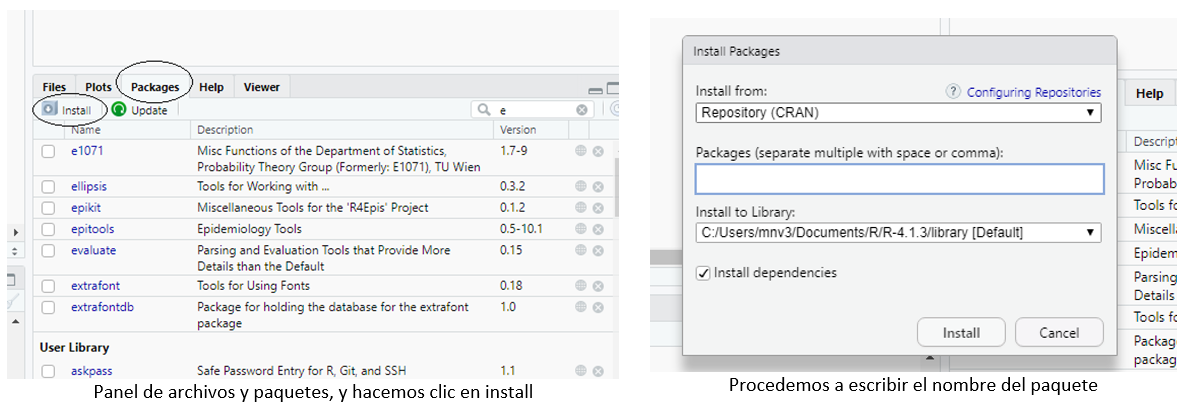 Files Plots Packages Help Viewer
Install Update e
Name Description Version
e1071 Misc Functions of the Department of Statistics, 1.7-9
Probability Theory Group (Formerly: E1071), TU Wien
ellipsis Tools for Working with ... 0.3.2
epikit Miscellaneous Tools for the 'R4Epis' Project 0.1.2
epitools Epidemiology Tools 0.5-10.1
evaluate Parsing and Evaluation Tools that Provide More 0.15
Details than the Default
extrafont Tools for Using Fonts 0.18
extrafontdb Package for holding the database for the extrafont 1.0
package
User Library
askpass Safe Password Entry for R, Git, and SSH 1.1
Panel de archivos y paquetes, y hacemos clic en install
Install Packages
Install from: ? Configuring Repositories
Repository (CRAN)
Packages (separate multiple with space or comma):
Install to Library:
C:/Users/mnv3/Documents/R/R-4.1.3/library [Default]
Install dependencies
Install Cancel
Help
Descript
Misc Fu
Probab
Tools fo
Miscell
Epidem
Parsing
Details
Tools fo
Packag
packag
Procedemos a escribir el nombre del paquete